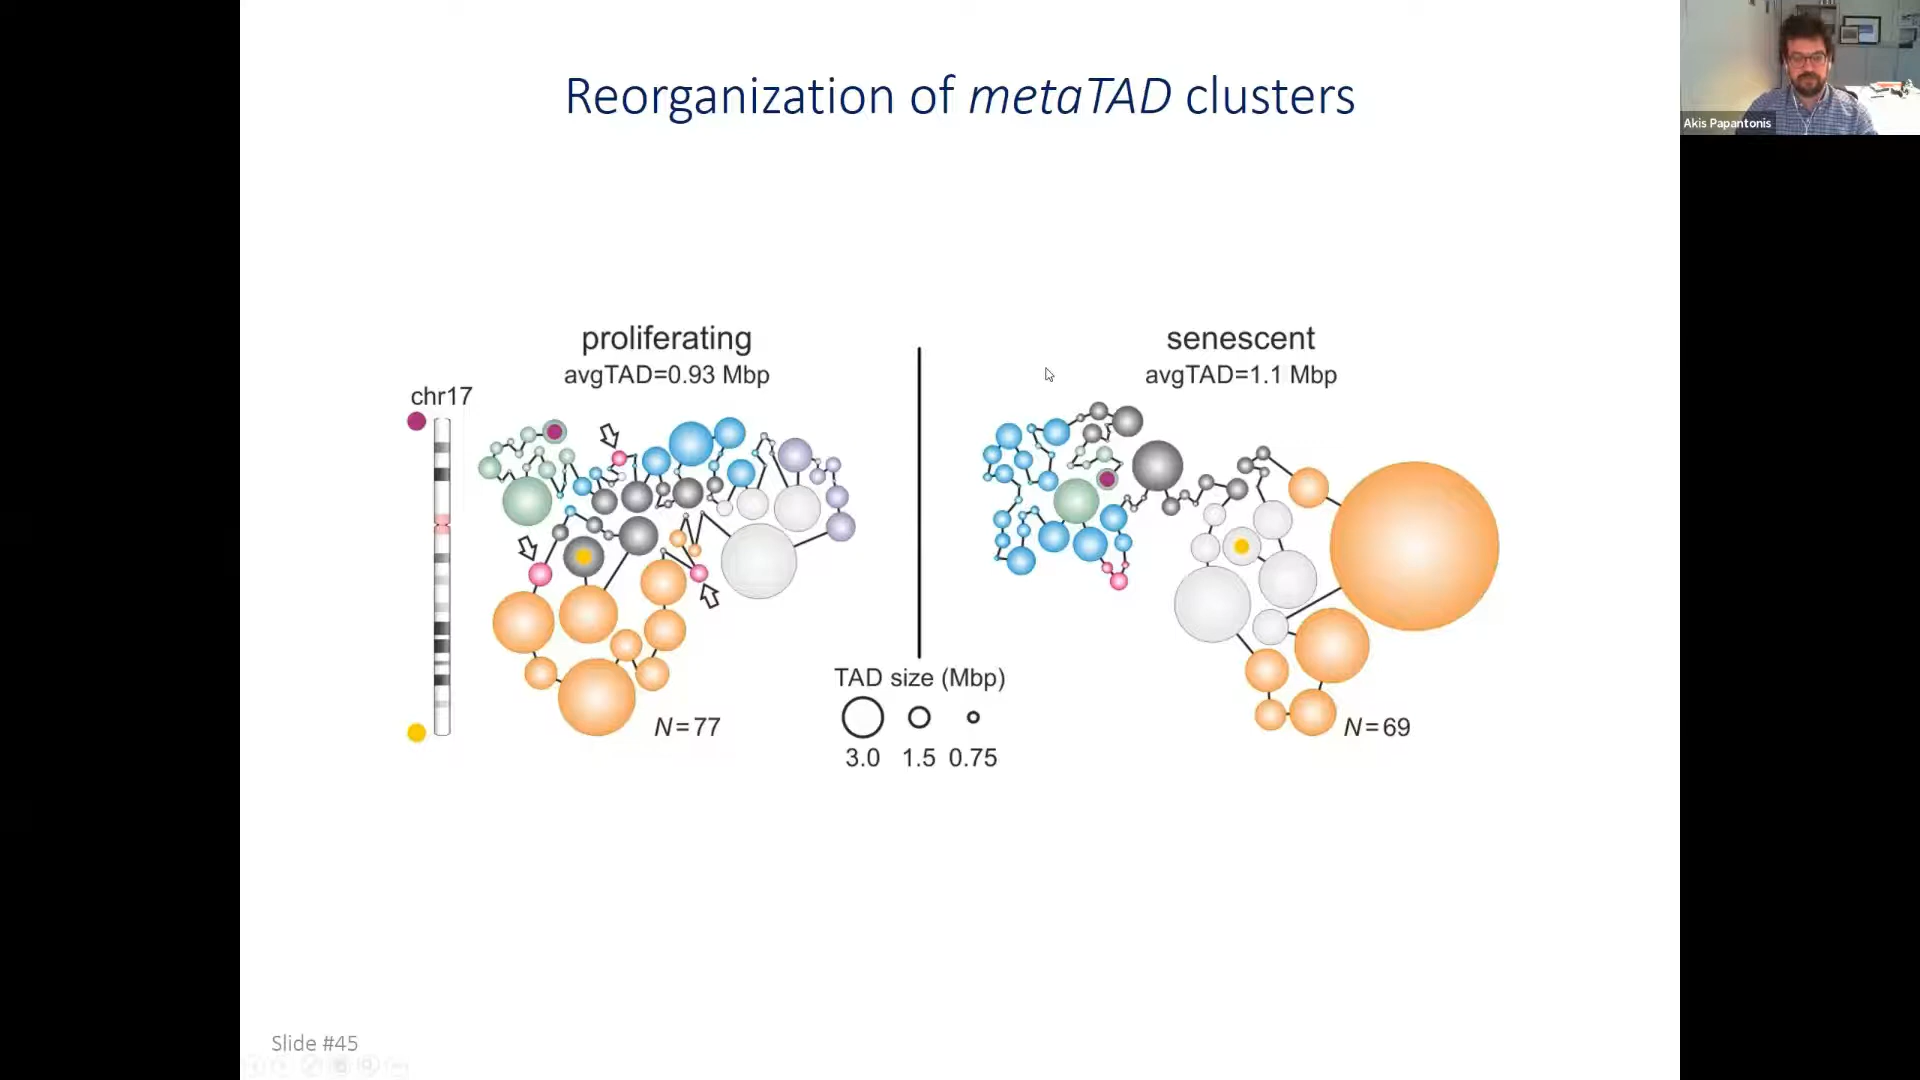 Reorganization of metaTAD clusters
Akis Papantonis
proliferating
avgTAD=0.93 Mbp
senescent
avgTAD=1.1 Mbp
chr17
TAD size (Mbp)
3.0 1.5 0.75
N=77
N=69
Slide #45